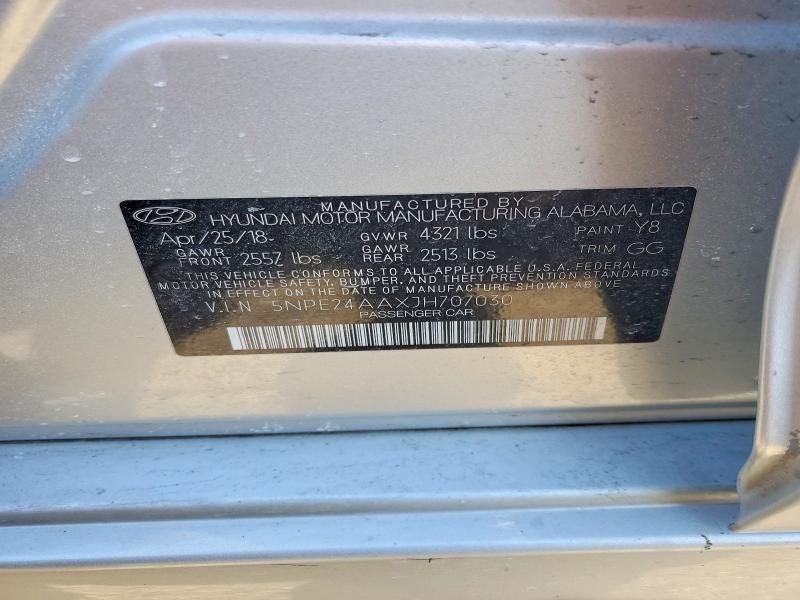 MANUFACTURED BY
HYUNDAI MOTOR MANUFACTURING ALABAMA, LLC
Apr/25/18 GVWR 4321 lbs PAINT Y8
GAWR FRONT 2557 lbs GAWR REAR 2513 lbs TRIM GG
THIS VEHICLE CONFORMS TO ALL APPLICABLE U.S.A. FEDERAL
MOTOR VEHICLE SAFETY, BUMPER, AND THEFT PREVENTION STANDARDS
IN EFFECT ON THE DATE OF MANUFACTURE SHOWN ABOVE
V.I.N 5NPE24AAXJH707030
PASSENGER CAR